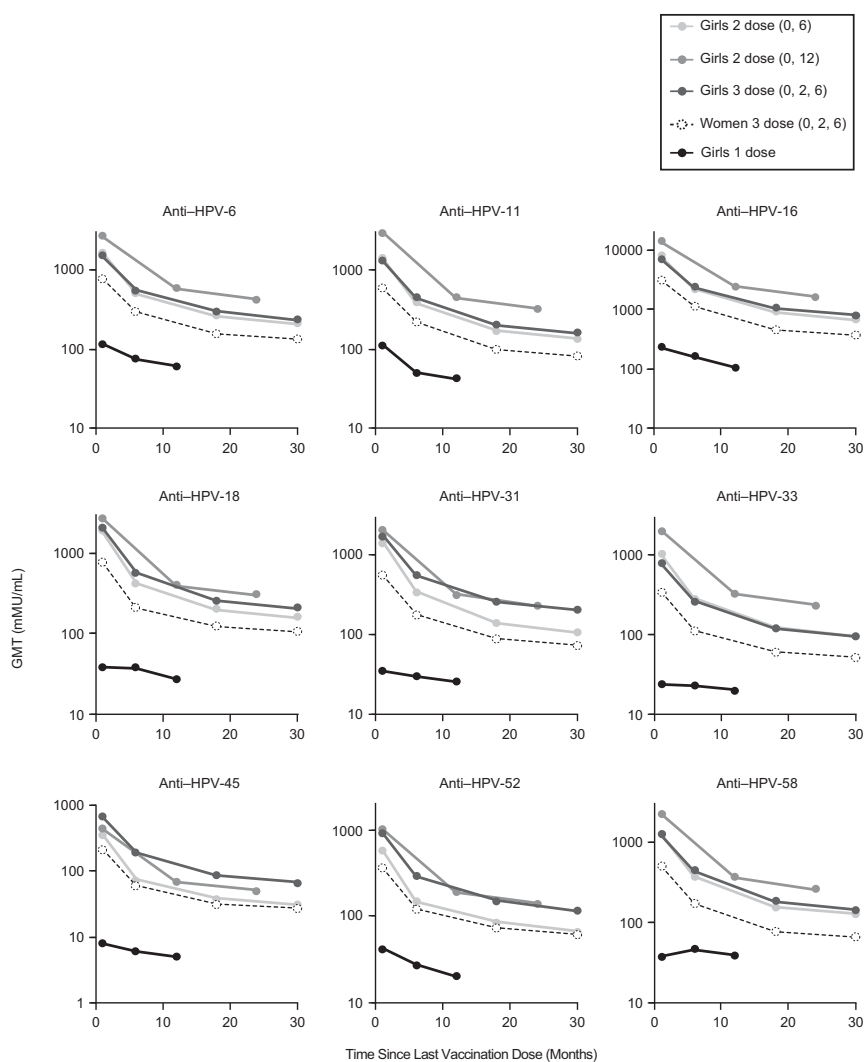 Girls 2 dose (0, 6)
Girls 2 dose (0, 12)
Girls 3 dose (0, 2, 6)
Women 3 dose (0, 2, 6)
Girls 1 dose
Anti–HPV-6
1000
100
10
0 10 20 30
Anti–HPV-11
1000
100
10
0 10 20 30
Anti–HPV-16
10000
1000
100
10
0 10 20 30
Anti–HPV-18
1000
100
10
0 10 20 30
Anti–HPV-31
1000
100
10
0 10 20 30
Anti–HPV-33
1000
100
10
0 10 20 30
GMT (mMU/mL)
Anti–HPV-45
1000
100
10
1
0 10 20 30
Anti–HPV-52
1000
100
10
0 10 20 30
Anti–HPV-58
1000
100
10
0 10 20 30
Time Since Last Vaccination Dose (Months)